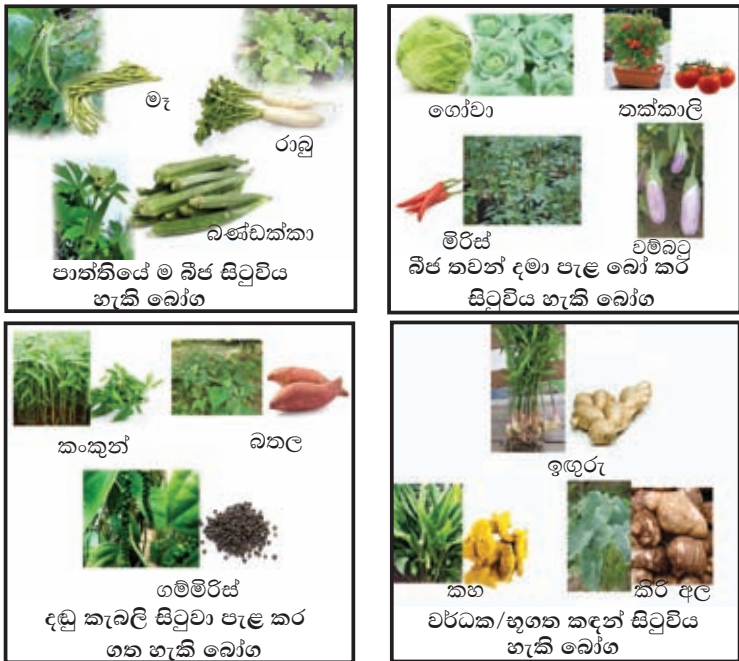 මෑ
රාබු
බණ්ඩක්කා
පාත්තියේ ම බීජ සිටුවිය
හැකි බෝග
ගෝවා
තක්කාලි
මිරිස්
වම්බටු
බීජ තවන් දමා පැළ බෝ කර
සිටුවිය හැකි බෝග
කංකුන්
බතල
ගම්මිරිස්
දඬු කැබලි සිටුවා පැළ කර
ගත හැකි බෝග
ඉඟුරු
කහ
කිරි අල
වර්ධක/භූගත කඳන් සිටුවිය
හැකි බෝග